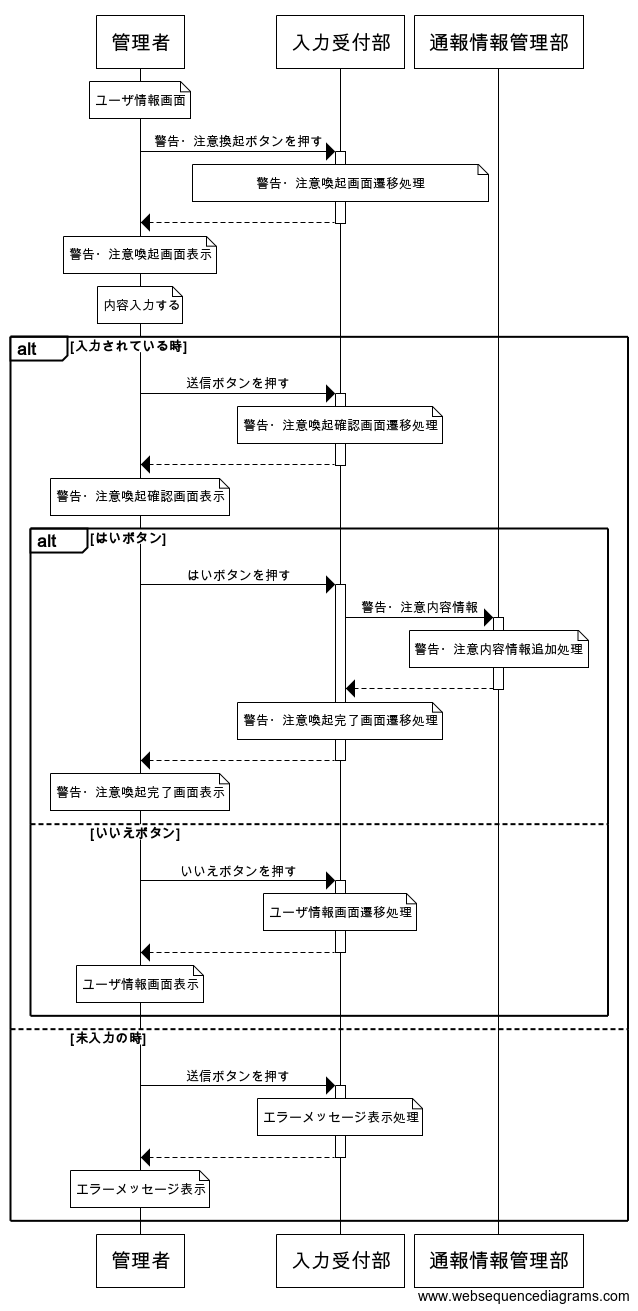 管理者
入力受付部
通報情報管理部
ユーザ情報画面
警告・注意換起ボタンを押す
警告・注意喚起画面遷移処理
警告・注意喚起画面表示
内容入力する
alt
[入力されている時]
送信ボタンを押す
警告・注意喚起確認画面遷移処理
警告・注意喚起確認画面表示
alt
[はいボタン]
はいボタンを押す
警告・注意内容情報
警告・注意内容情報追加処理
警告・注意喚起完了画面遷移処理
警告・注意喚起完了画面表示
[いいえボタン]
いいえボタンを押す
ユーザ情報画面遷移処理
ユーザ情報画面表示
[未入力の時]
送信ボタンを押す
エラーメッセージ表示処理
エラーメッセージ表示
管理者
入力受付部
通報情報管理部
www.websequencediagrams.com